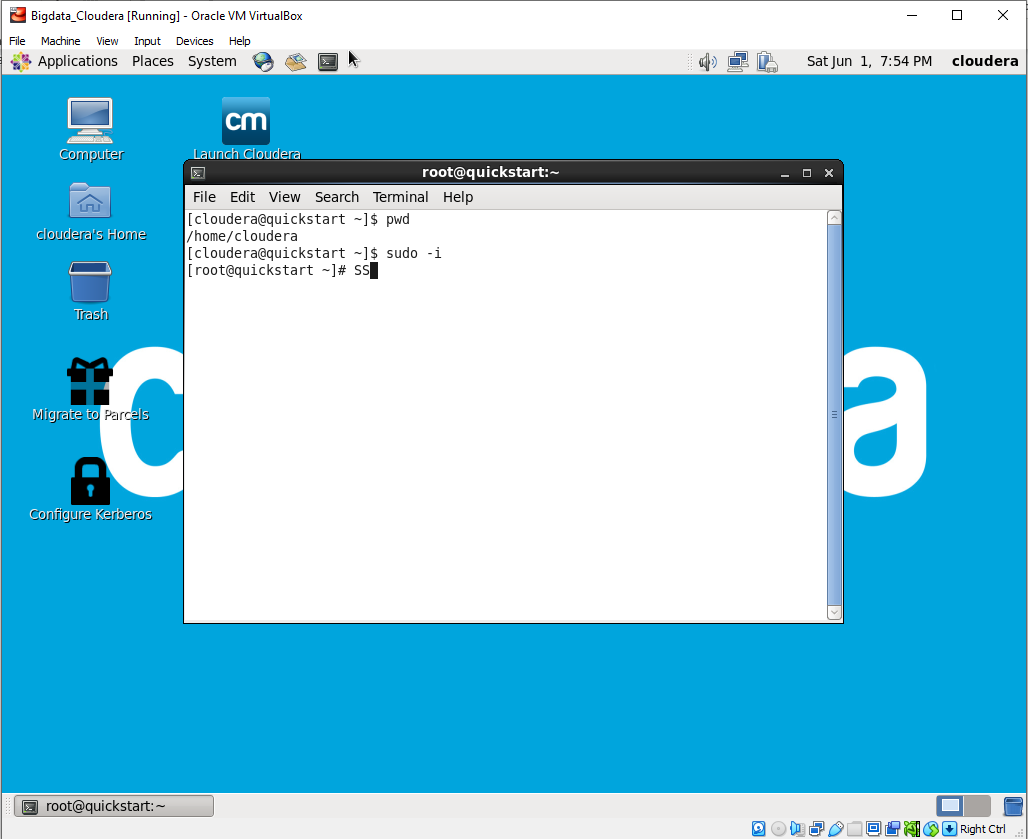 Bigdata_Cloudera [Running] - Oracle VM VirtualBox
File Machine View Input Devices Help
Applications Places System Sat Jun 1, 7:54 PM cloudera
Computer
cm
Launch Cloudera
cloudera's Home
Trash
Migrate to Parcels
Configure Kerberos
root@quickstart:~
File Edit View Search Terminal Help
[cloudera@quickstart ~]$ pwd
/home/cloudera
[cloudera@quickstart ~]$ sudo -i
[root@quickstart ~]# SS
c a
root@quickstart:~
Right Ctrl